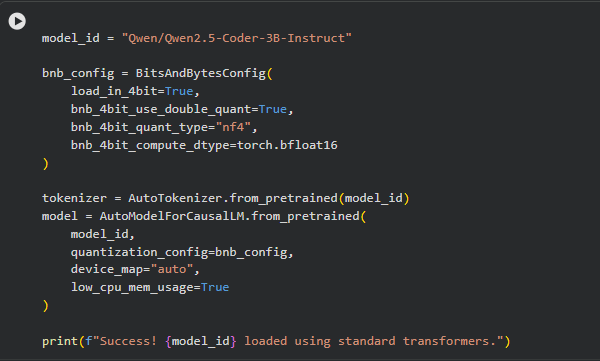 model_id = "Qwen/Qwen2.5-Coder-3B-Instruct"
bnb_config = BitsAndBytesConfig(
    load_in_4bit=True,
    bnb_4bit_use_double_quant=True,
    bnb_4bit_quant_type="nf4",
    bnb_4bit_compute_dtype=torch.bfloat16
)
tokenizer = AutoTokenizer.from_pretrained(model_id)
model = AutoModelForCausalLM.from_pretrained(
    model_id,
    quantization_config=bnb_config,
    device_map="auto",
    low_cpu_mem_usage=True
)
print(f"Success! {model_id} loaded using standard transformers.")